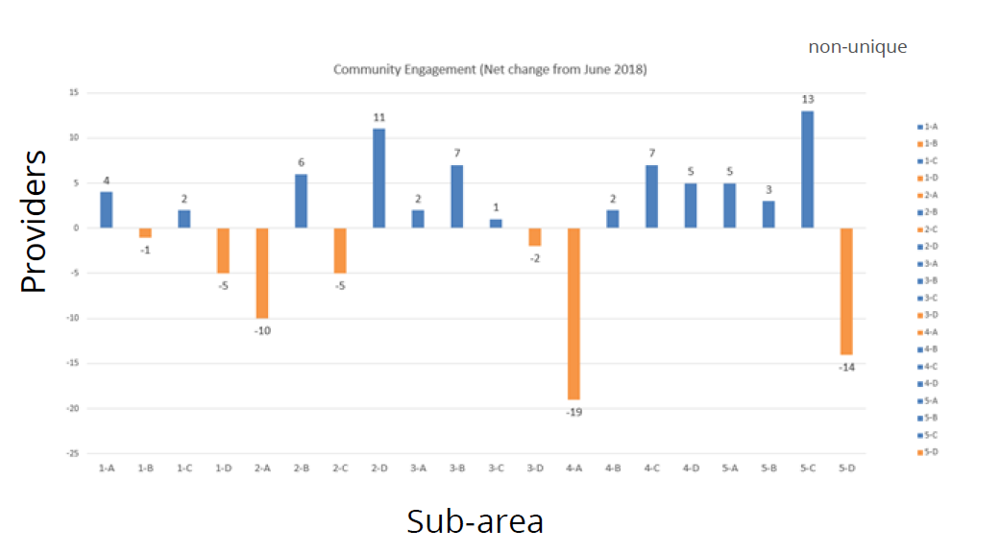 non-unique
Community Engagement (Net change from June 2018)
Providers
15
10
5
0
-5
-10
-15
-20
-25
4
-1
2
-5
-10
6
-5
11
2
7
1
-2
-19
2
7
5
5
3
13
-14
1-A 1-B 1-C 1-D 2-A 2-B 2-C 2-D 3-A 3-B 3-C 3-D 4-A 4-B 4-C 4-D 5-A 5-B 5-C 5-D
Sub-area
1-A
1-B
1-C
1-D
2-A
2-B
2-C
2-D
3-A
3-B
3-C
3-D
4-A
4-B
4-C
4-D
5-A
5-B
5-C
5-D